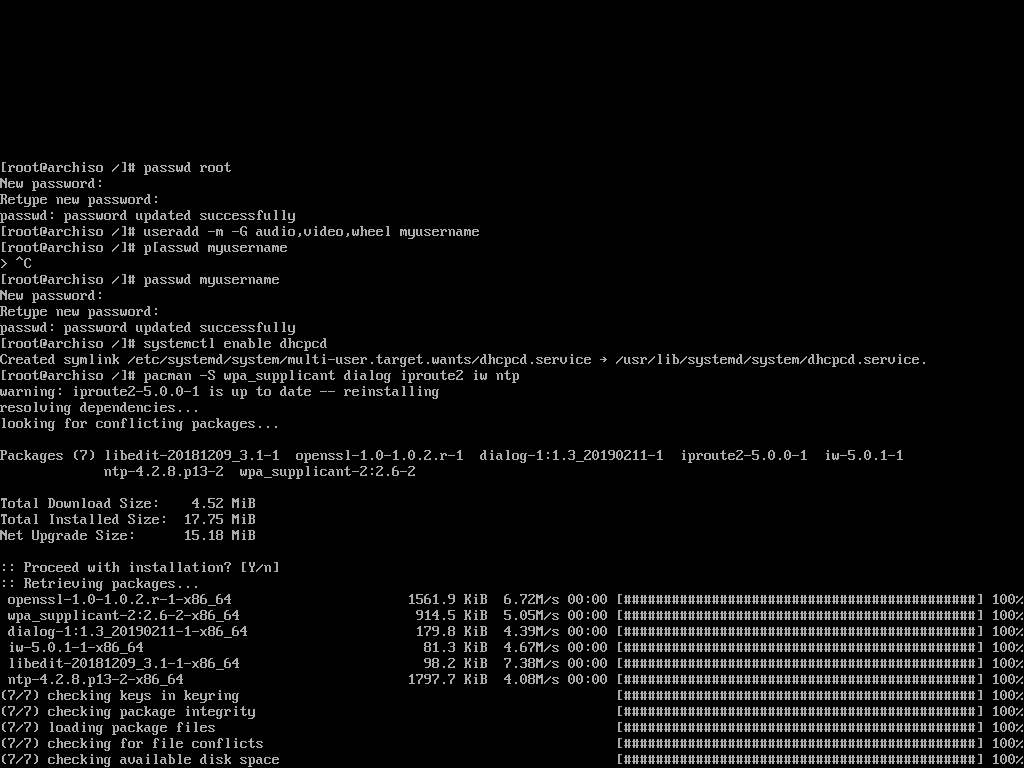 [root@archiso /]# passwd root
New password:
Retype new password:
passwd: password updated successfully
[root@archiso /]# useradd -m -G audio,video,wheel myusername
[root@archiso /]# p[asswd myusername
> ^C
[root@archiso /]# passwd myusername
New password:
Retype new password:
passwd: password updated successfully
[root@archiso /]# systemctl enable dhcpcd
Created symlink /etc/systemd/system/multi-user.target.wants/dhcpcd.service → /usr/lib/systemd/system/dhcpcd.service.
[root@archiso /]# pacman -S wpa_supplicant dialog iproute2 iw ntp
warning: iproute2-5.0.0-1 is up to date -- reinstalling
resolving dependencies...
looking for conflicting packages...
Packages (7) libedit-20181209_3.1-1  openssl-1.0-1.0.2.r-1  dialog-1:1.3_20190211-1  iproute2-5.0.0-1  iw-5.0.1-1
             ntp-4.2.8.p13-2  wpa_supplicant-2:2.6-2
Total Download Size:    4.52 MiB
Total Installed Size:  17.75 MiB
Net Upgrade Size:      15.18 MiB
:: Proceed with installation? [Y/n]
:: Retrieving packages...
 openssl-1.0-1.0.2.r-1-x86_64                      1561.9 KiB  6.72M/s 00:00 [############################################] 100%
 wpa_supplicant-2:2.6-2-x86_64                      914.5 KiB  5.05M/s 00:00 [############################################] 100%
 dialog-1:1.3_20190211-1-x86_64                     179.8 KiB  4.39M/s 00:00 [############################################] 100%
 iw-5.0.1-1-x86_64                                   81.3 KiB  4.67M/s 00:00 [############################################] 100%
 libedit-20181209_3.1-1-x86_64                       98.2 KiB  7.38M/s 00:00 [############################################] 100%
 ntp-4.2.8.p13-2-x86_64                            1797.7 KiB  4.08M/s 00:00 [############################################] 100%
(7/7) checking keys in keyring                                               [############################################] 100%
(7/7) checking package integrity                                             [############################################] 100%
(7/7) loading package files                                                  [############################################] 100%
(7/7) checking for file conflicts                                            [############################################] 100%
(7/7) checking available disk space                                          [############################################] 100%